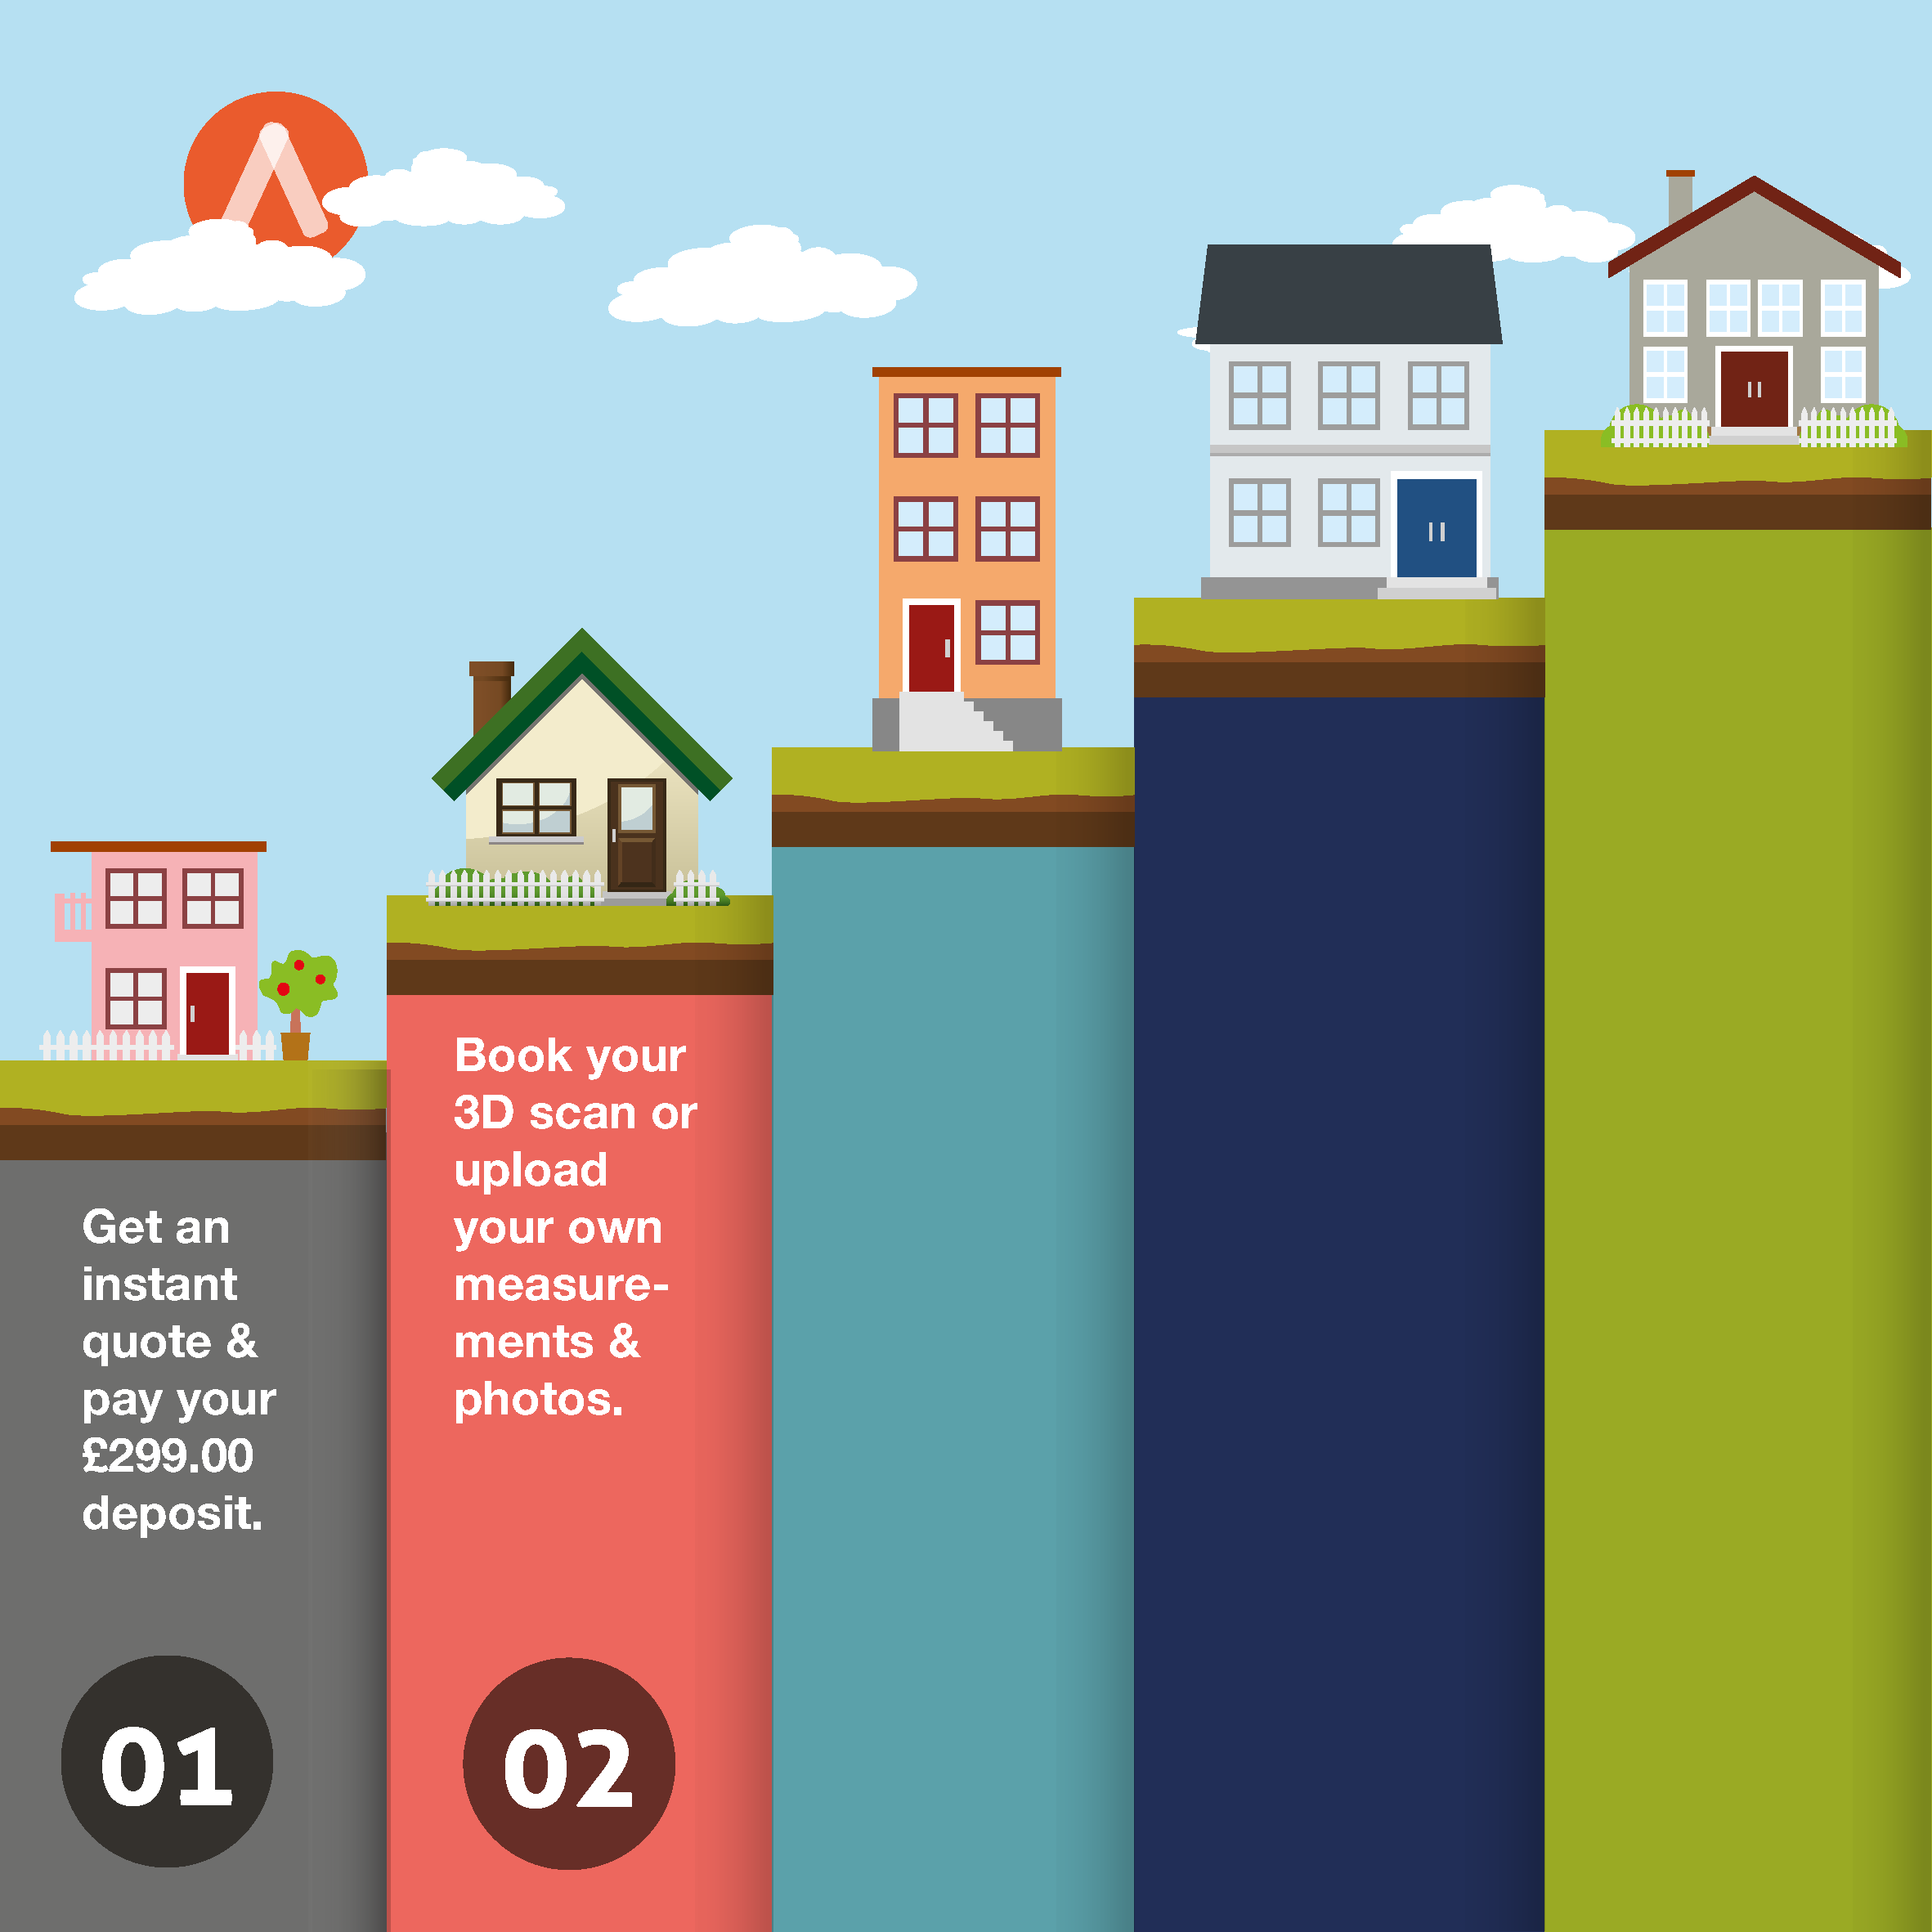 Get an
instant
quote &
pay your
£299.00
deposit.
01
Book your
3D scan or
upload
your own
measure-
ments &
photos.
02